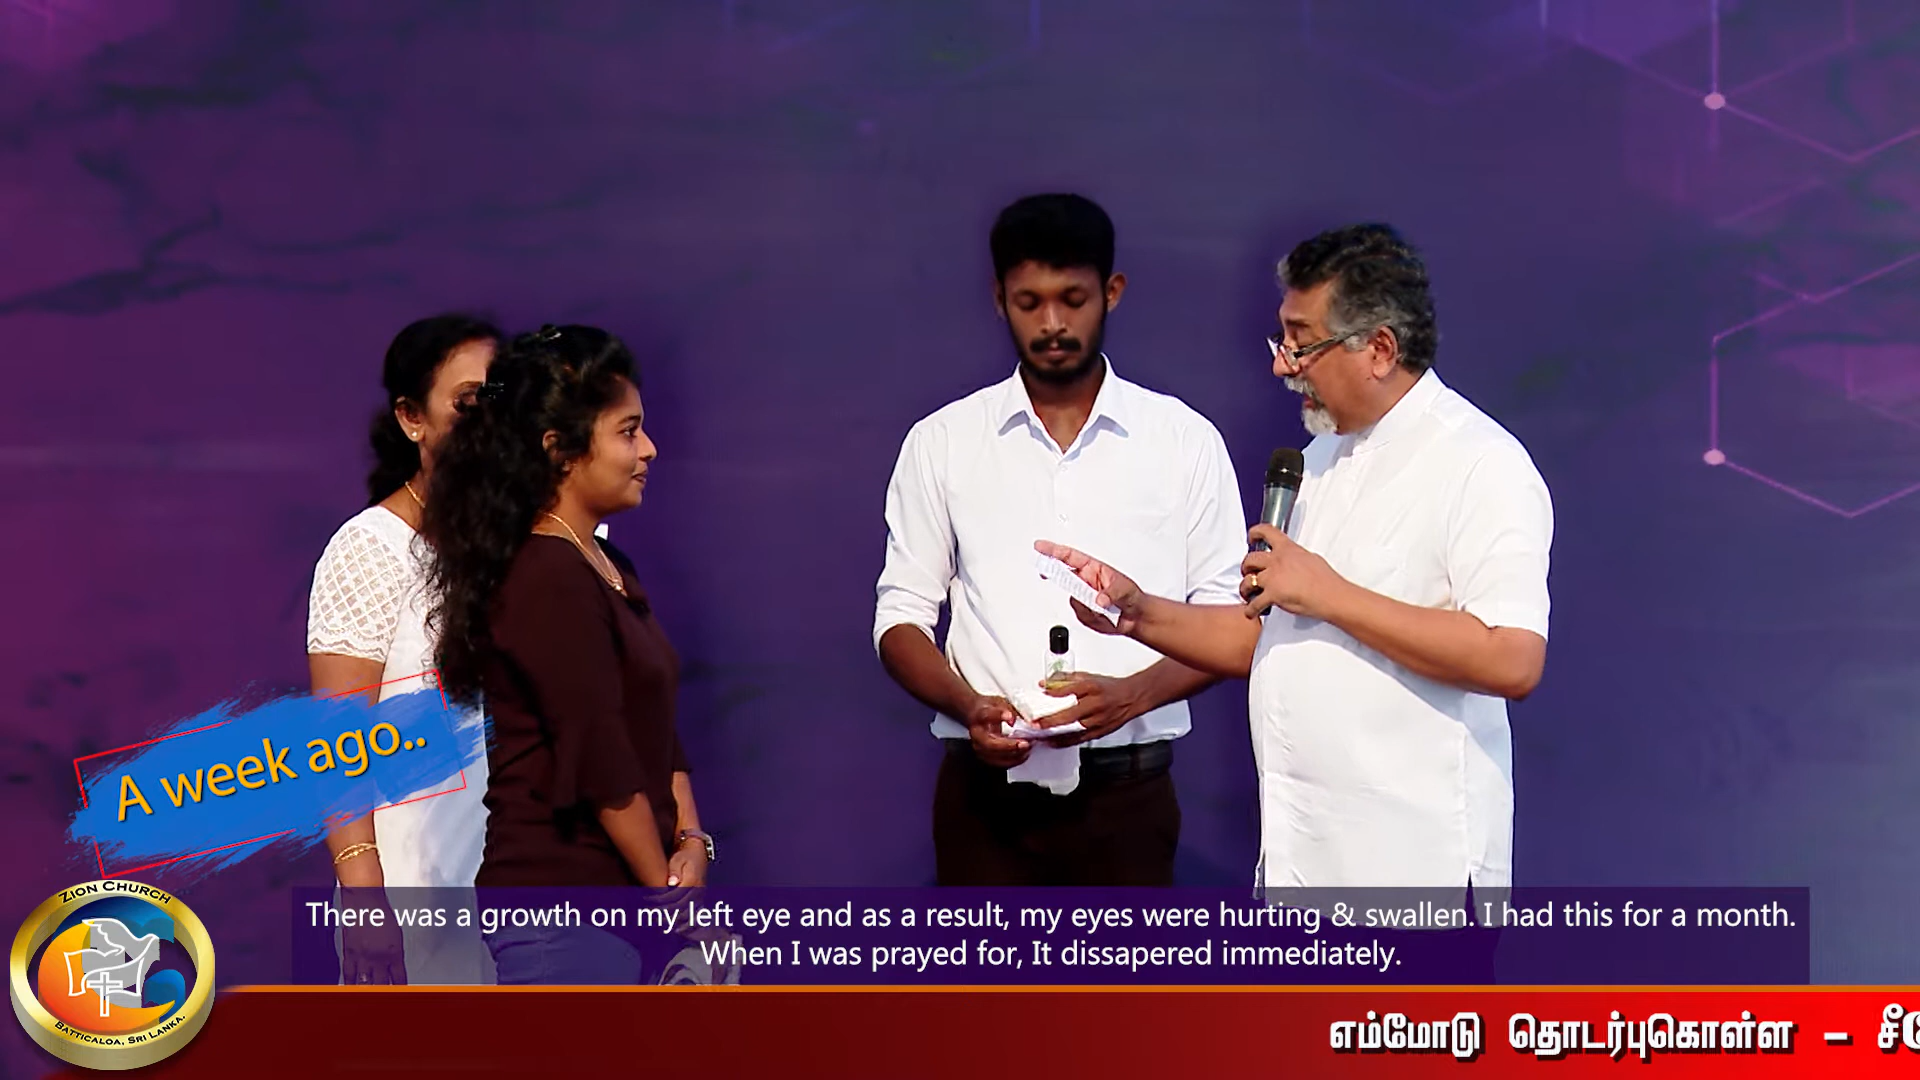 A week ago..
ZION CHURCH
BATTICALOA, SRI LANKA.
There was a growth on my left eye and as a result, my eyes were hurting & swallen. I had this for a month.
When I was prayed for, It dissapered immediately.
எம்மோடு தொடர்புகொள்ள –